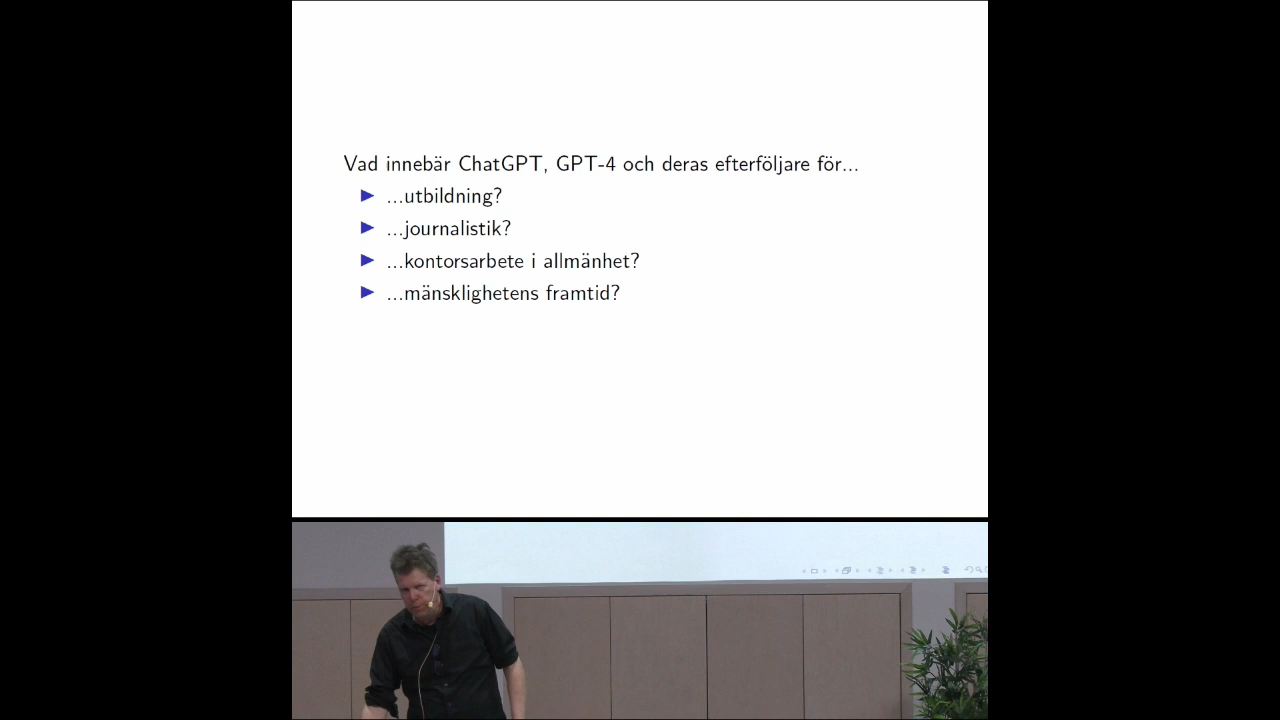 Vad innebär ChatGPT, GPT-4 och deras efterföljare för...
...utbildning?
...journalistik?
...kontorsarbete i allmänhet?
...mänsklighetens framtid?